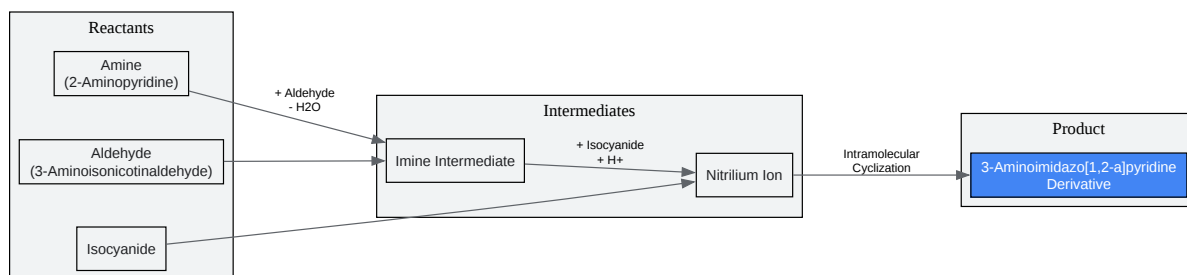 Reactants
Amine
(2-Aminopyridine)
+ Aldehyde
- H2O
Aldehyde
(3-Aminoisonicotinaldehyde)
Isocyanide
Intermediates
Imine Intermediate
+ Isocyanide
+ H+
Nitrilium Ion
Intramolecular
Cyclization
Product
3-Aminoimidazo[1,2-a]pyridine
Derivative